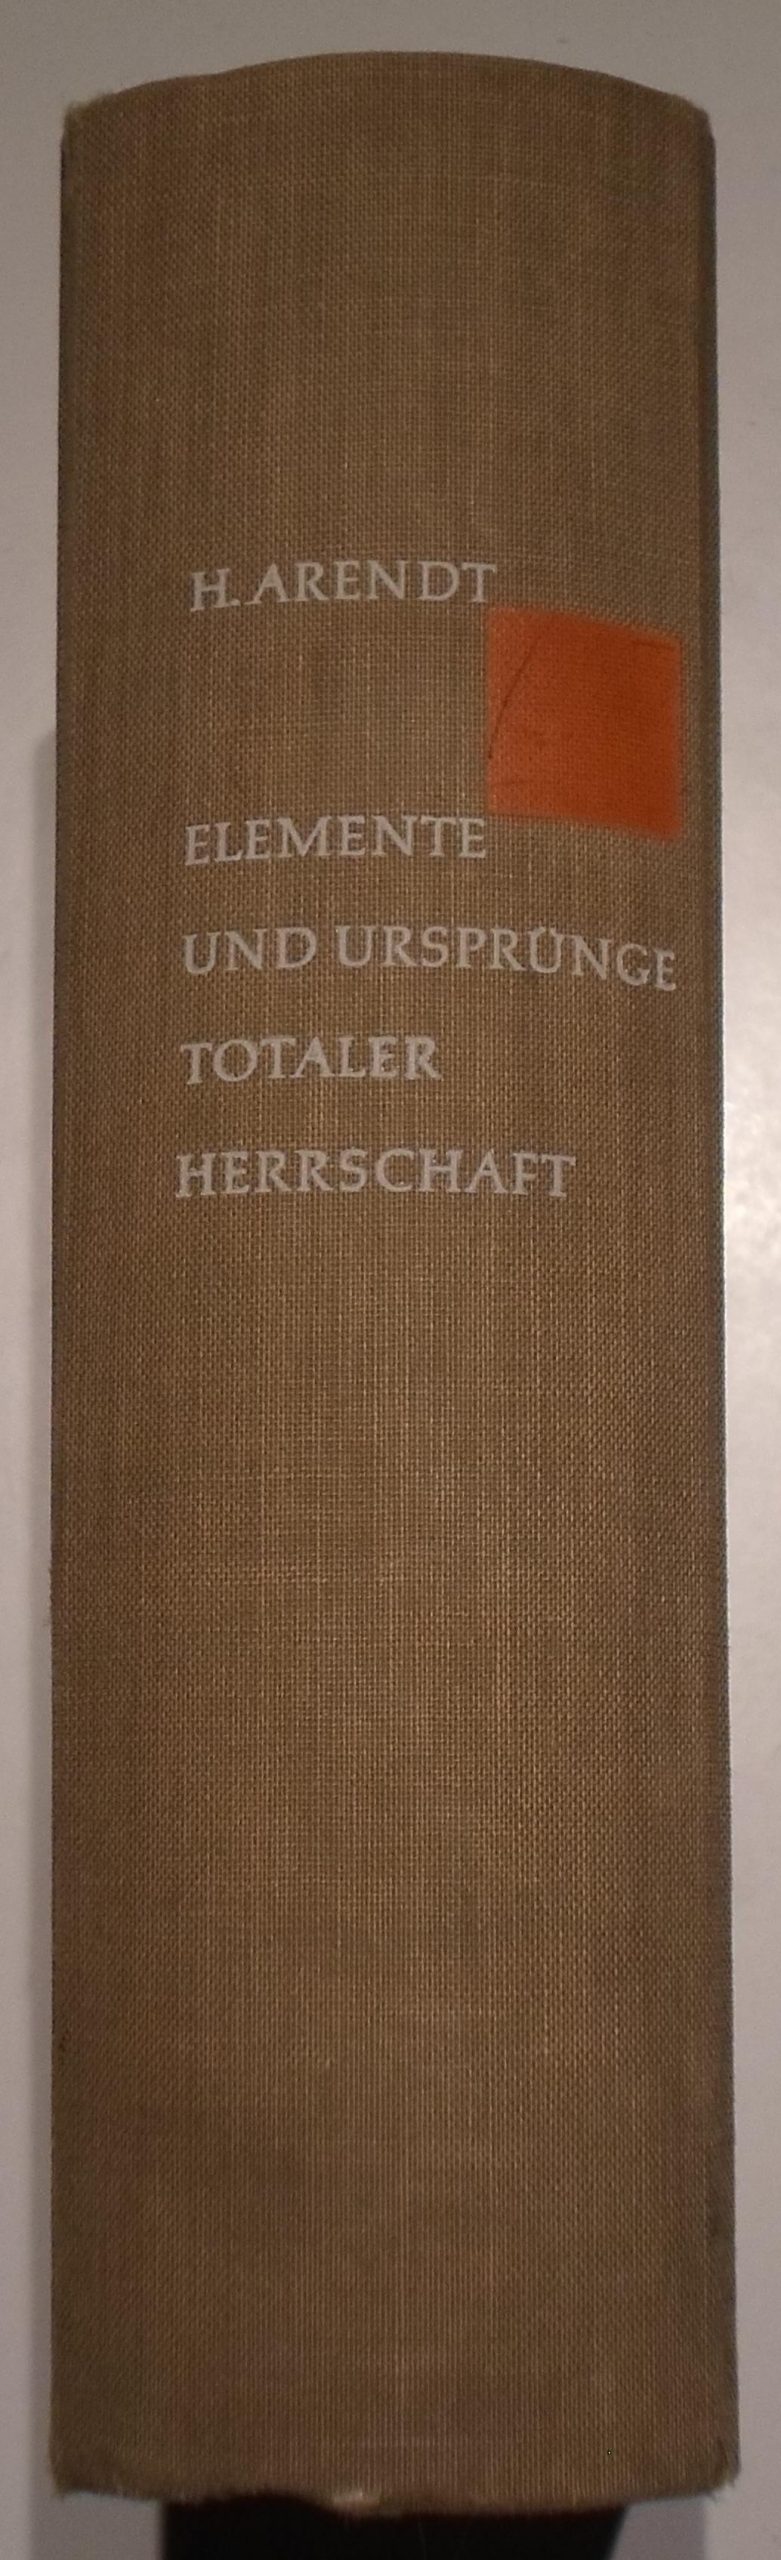 H. ARENDT
ELEMENTE
UND URSPRÜNGE
TOTALER
HERRSCHAFT